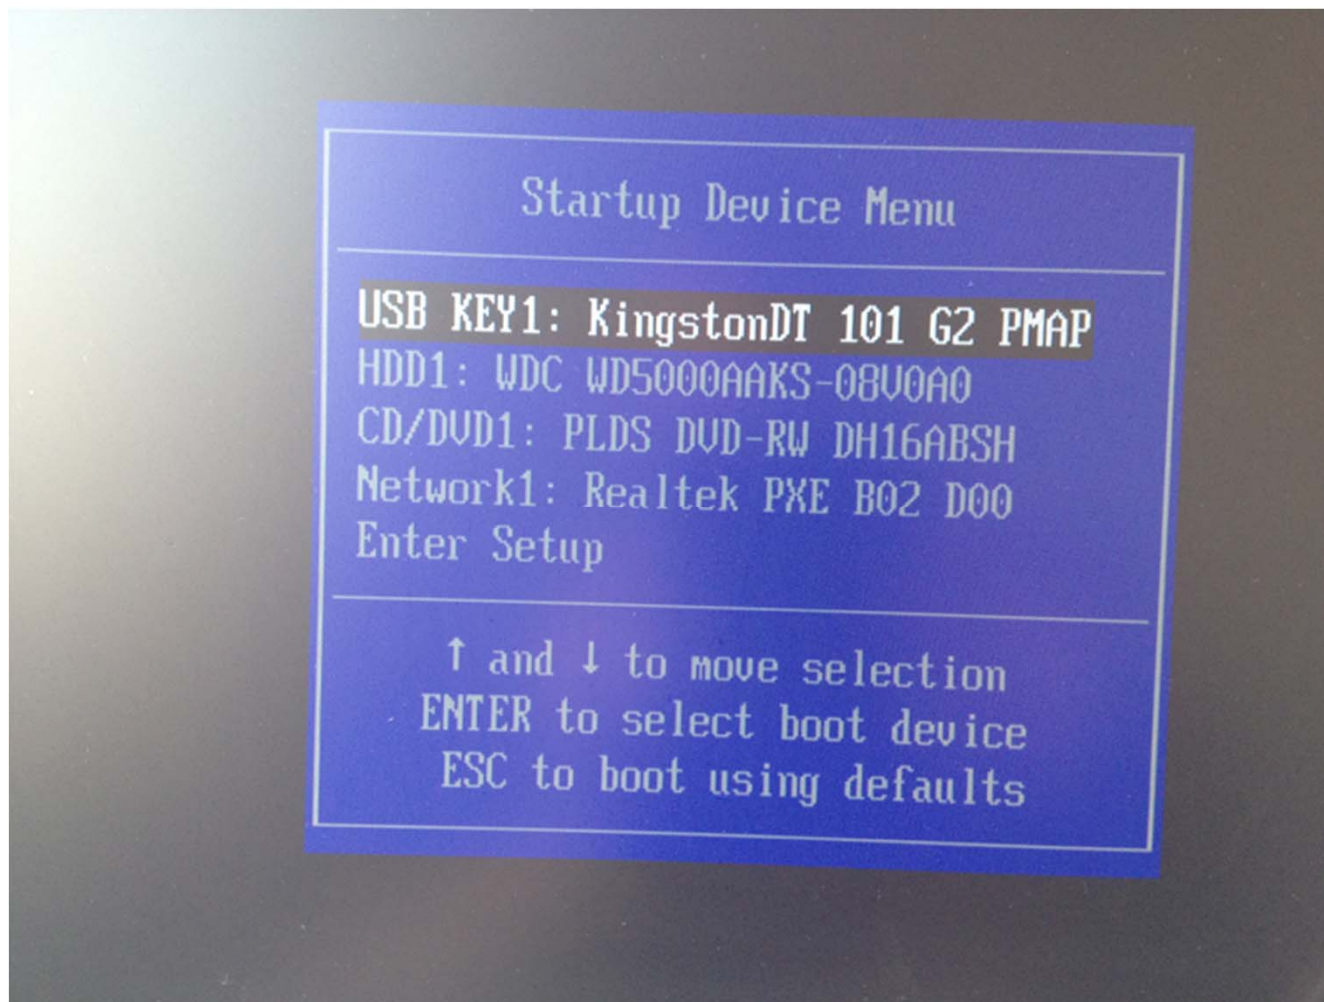 Startup Device Menu
USB KEY1: KingstonDT 101 G2 PMAP
HDD1: WDC WD5000AAKS-08V0A0
CD/DVD1: PLDS DVD-RW DH16ABSH
Network1: Realtek PXE B02 D00
Enter Setup
↑ and ↓ to move selection
ENTER to select boot device
ESC to boot using defaults